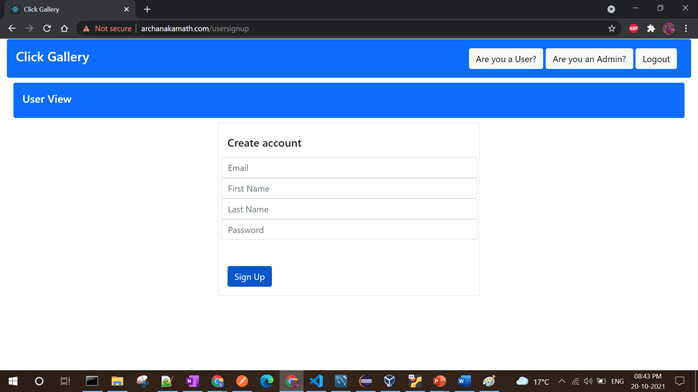 Click Gallery
Not secure | archanakamath.com/usersignup
Click Gallery
Are you a User? Are you an Admin? Logout
User View
Create account
Email
First Name
Last Name
Password
Sign Up
17°C ENG 08:43 PM
20-10-2021